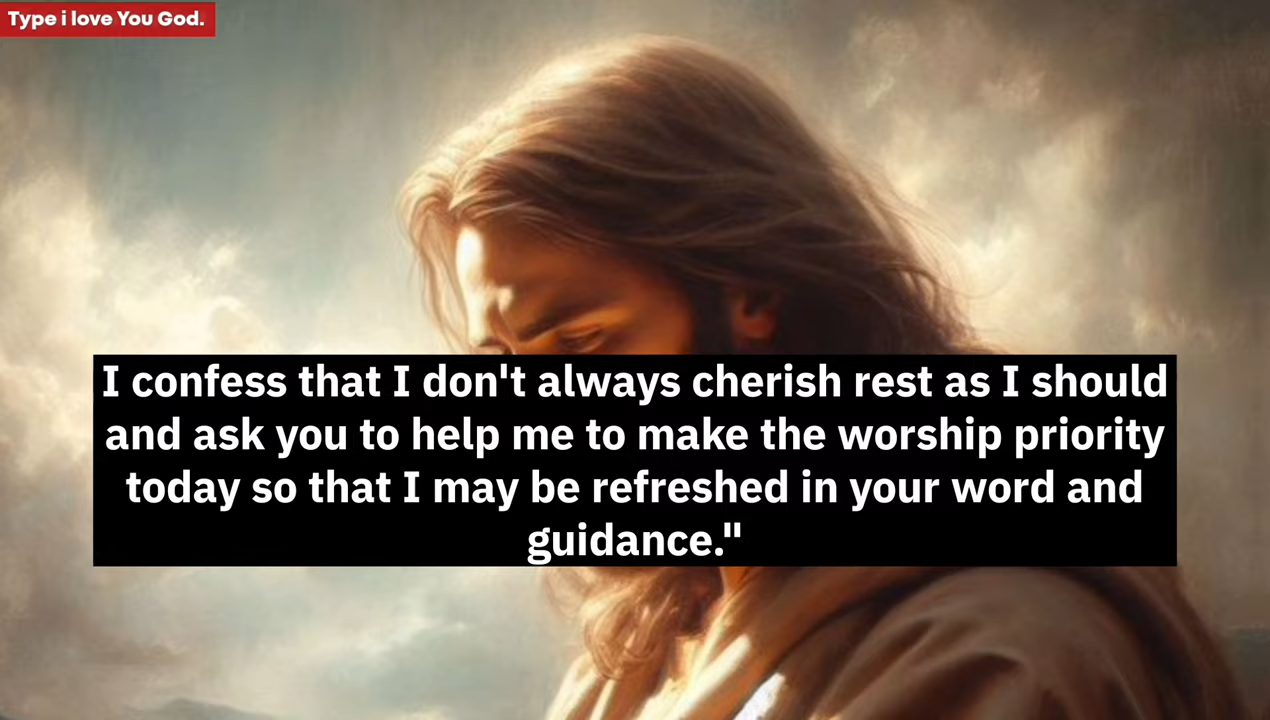 Type i love You God.
I confess that I don't always cherish rest as I should
and ask you to help me to make the worship priority
today so that I may be refreshed in your word and
guidance."